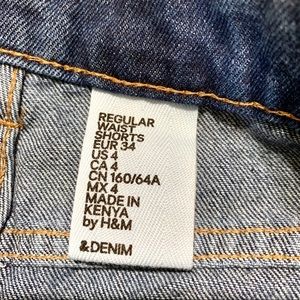 REGULAR
WAIST
SHORTS
EUR 34
US 4
CA 4
CN 160/64A
MX 4
MADE IN
KENYA
by H&M
&DENIM